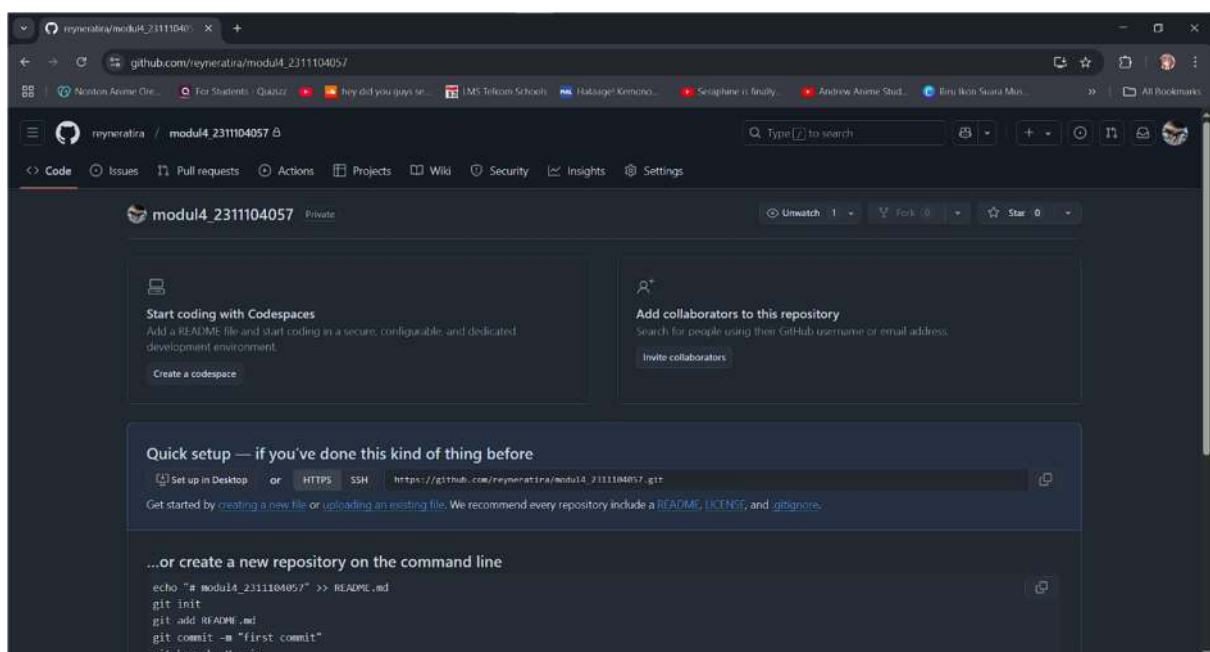 reyneratira/modul4_231110405
github.com/reyneratira/modul4_2311104057
Nonton Anime Ore... For Students - Quizizz hey did you guys se... LMS Telkom Schools Seraphine is finally... Andrew Anime Stud... Biru Ikon Suara Mus... All Bookmarks
reyneratira / modul4_2311104057 Type / to search
Code Issues Pull requests Actions Projects Wiki Security Insights Settings
modul4_2311104057 Private Unwatch 1 Fork 0 Star 0
Start coding with Codespaces
Add a README file and start coding in a secure, configurable, and dedicated
development environment.
Create a codespace
Add collaborators to this repository
Search for people using their GitHub username or email address.
Invite collaborators
Quick setup — if you've done this kind of thing before
Set up in Desktop or HTTPS SSH https://github.com/reyneratira/modul4_2311104057.git
Get started by creating a new file or uploading an existing file. We recommend every repository include a README, LICENSE, and .gitignore.
...or create a new repository on the command line
echo "# modul4_2311104057" >> README.md
git init
git add README.md
git commit -m "first commit"